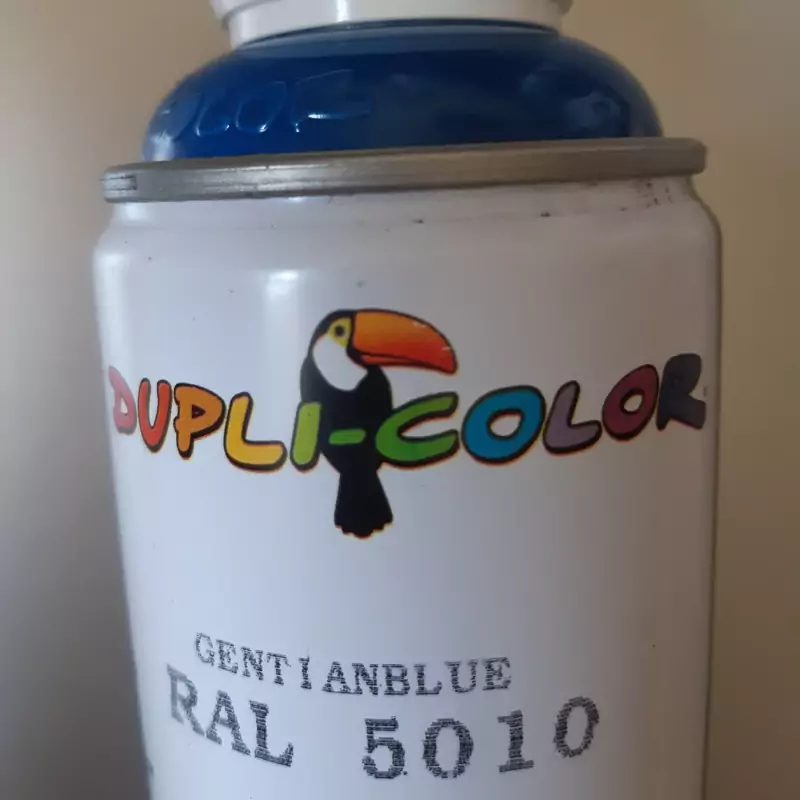 DUPLI-COLOR
GENTIANBLUE
RAL 5010